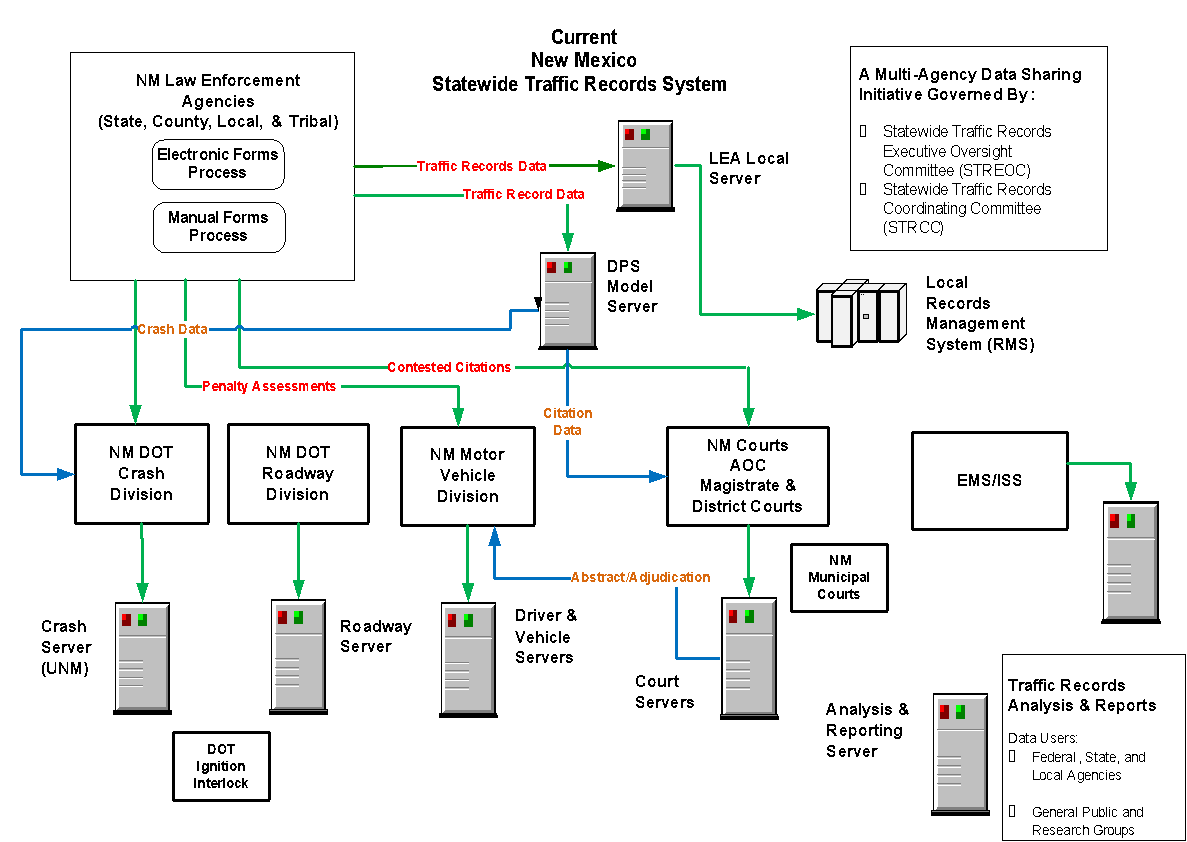 Current
New Mexico
Statewide Traffic Records System
NM Law Enforcement
Agencies
(State, County, Local, & Tribal)
Electronic Forms
Process
Manual Forms
Process
A Multi-Agency Data Sharing
Initiative Governed By :
Statewide Traffic Records
Executive Oversight
Committee (STREOC)
Statewide Traffic Records
Coordinating Committee
(STRCC)
Traffic Records Data
Traffic Record Data
LEA Local
Server
DPS
Model
Server
Local
Records
Management
System (RMS)
Crash Data
Contested Citations
Penalty Assessments
Citation
Data
NM DOT
Crash
Division
NM DOT
Roadway
Division
NM Motor
Vehicle
Division
NM Courts
AOC
Magistrate &
District Courts
EMS/ISS
NM
Municipal
Courts
Abstract/Adjudication
Crash
Server
(UNM)
Roadway
Server
Driver &
Vehicle
Servers
Court
Servers
DOT
Ignition
Interlock
Analysis &
Reporting
Server
Traffic Records
Analysis & Reports
Data Users:
Federal , State, and
Local Agencies
General Public and
Research Groups